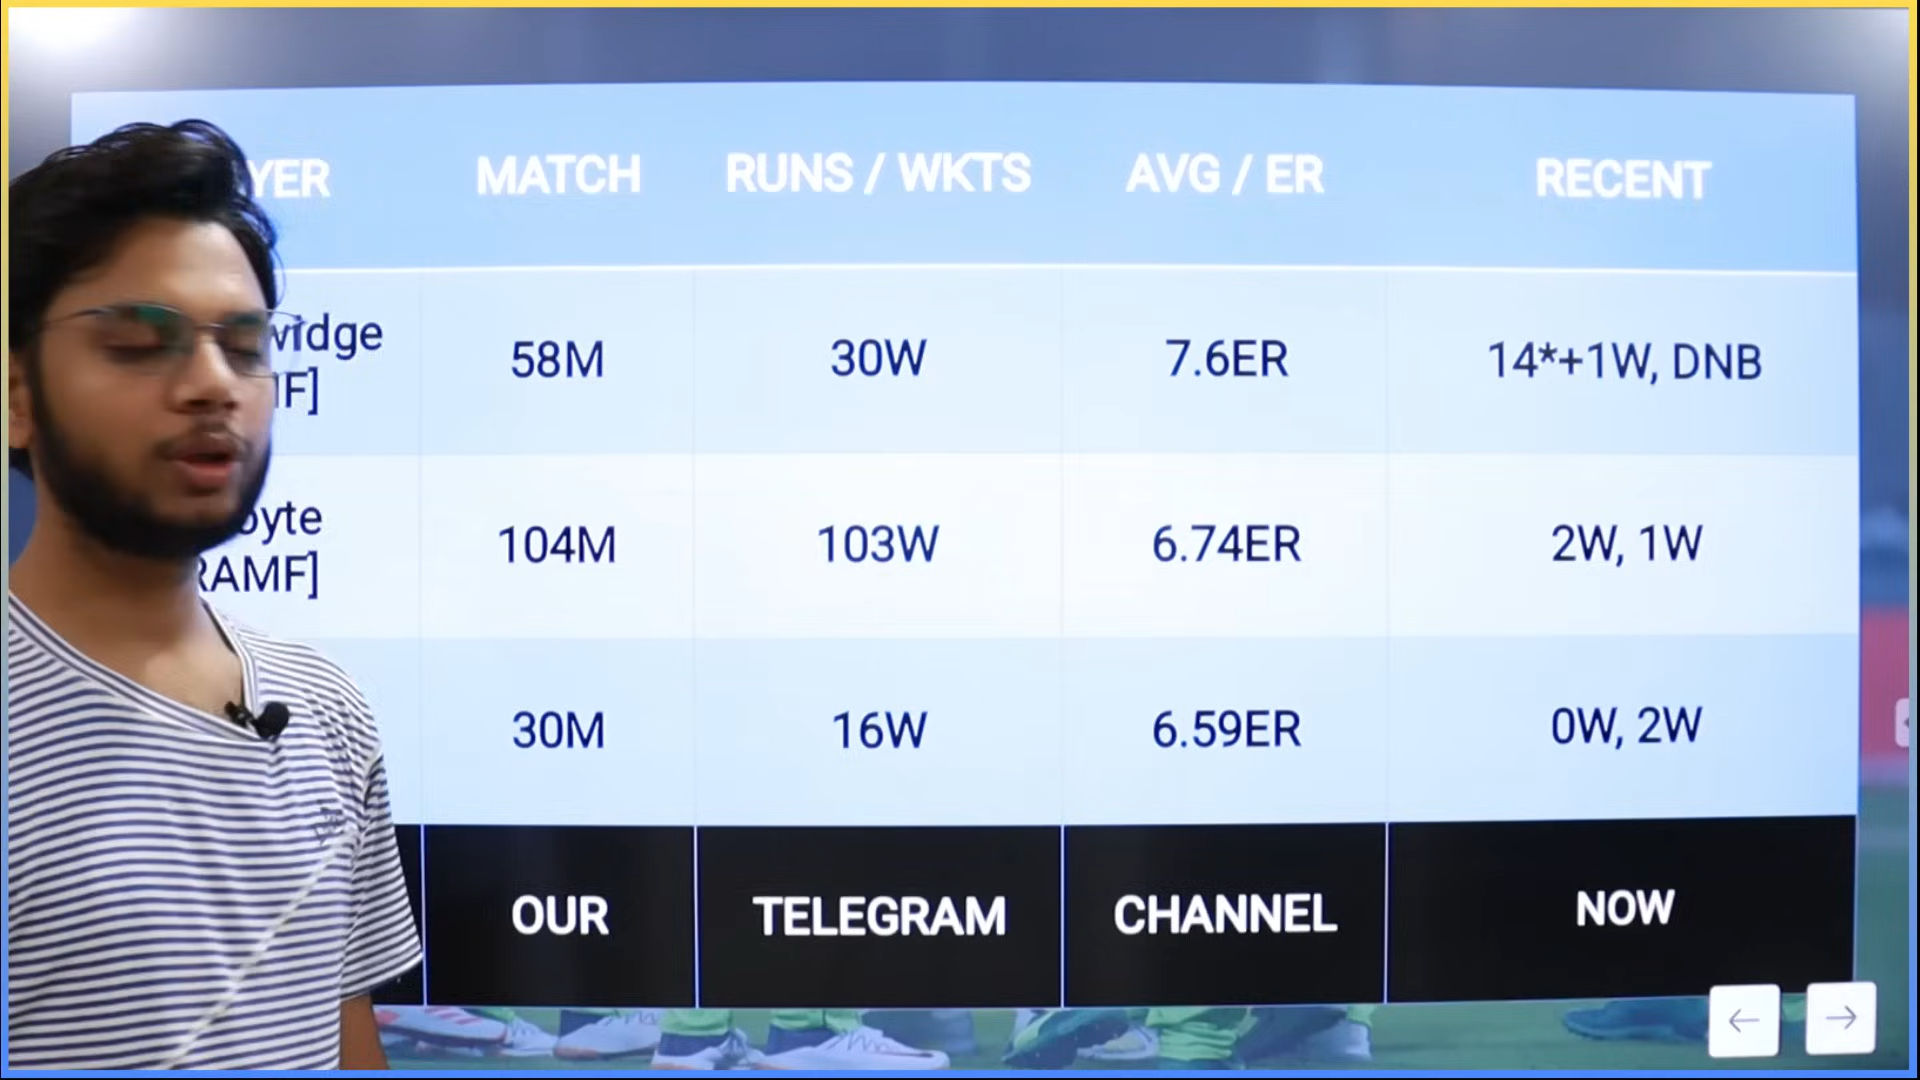 YER MATCH RUNS / WKTS AVG / ER RECENT
widge
F] 58M 30W 7.6ER 14*+1W, DNB
oyte
RAMF] 104M 103W 6.74ER 2W, 1W
30M 16W 6.59ER 0W, 2W
OUR TELEGRAM CHANNEL NOW